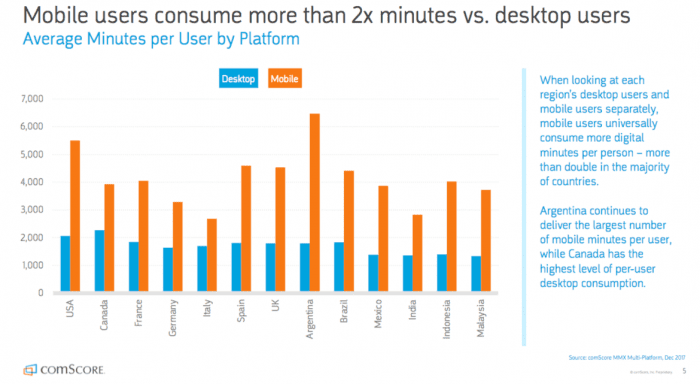 Mobile users consume more than 2x minutes vs. desktop users
Average Minutes per User by Platform
Desktop
Mobile
7,000
6,000
5,000
4,000
3,000
2,000
1,000
0
USA
Canada
France
Germany
Italy
Spain
UK
Argentina
Brazil
Mexico
India
Indonesia
Malaysia
When looking at each
region's desktop users and
mobile users separately,
mobile users universally
consume more digital
minutes per person – more
than double in the majority
of countries.
Argentina continues to
deliver the largest number
of mobile minutes per user,
while Canada has the
highest level of per-user
desktop consumption.
Source: comScore MMX Multi-Platform, Dec 2017
comScore.
© comScore, Inc. Proprietary.
5